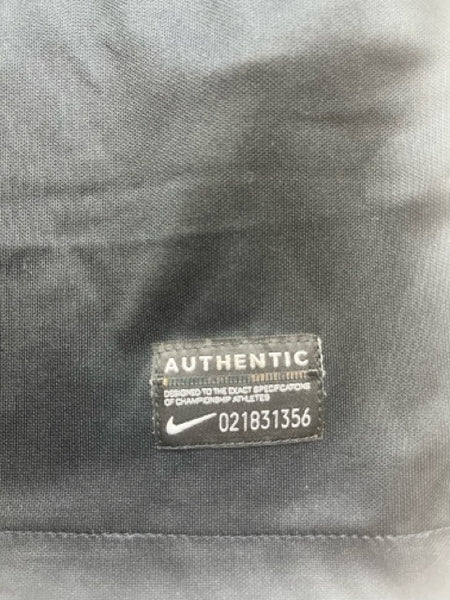 AUTHENTIC
DESIGNED TO THE EXACT SPECIFICATIONS
OF CHAMPIONSHIP ATHLETES
021831356